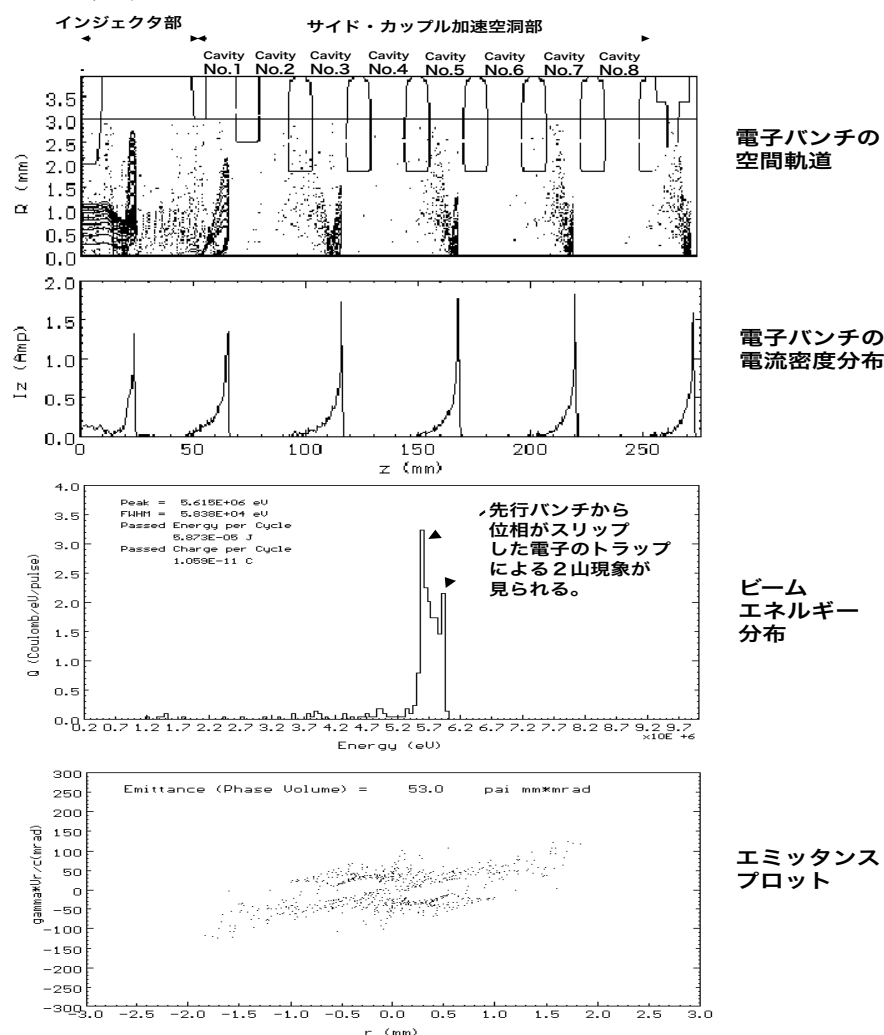 インジェクタ部 サイド・カップル加速空洞部
Cavity Cavity Cavity Cavity Cavity Cavity Cavity Cavity
No.1 No.2 No.3 No.4 No.5 No.6 No.7 No.8
3.5
3.0
2.5
2.0
1.5
1.0
0.5
0.0
R (mm)
電子バンチの
空間軌道
2.0
1.5
1.0
0.5
0.0
Iz (Amp)
0 50 100 150 200 250
z (mm)
電子バンチの
電流密度分布
4.0
3.5
3.0
2.5
2.0
1.5
1.0
0.5
0.0
Q (Coulomb/eV/pulse)
Peak = 5.615E+06 eV
FWHM = 5.838E+04 eV
Passed Energy per Cycle
5.873E-05 J
Passed Charge per Cycle
1.059E-11 C
先行バンチから
位相がスリップ
した電子のトラップ
による2山現象が
見られる。
0.2 0.7 1.2 1.7 2.2 2.7 3.2 3.7 4.2 4.7 5.2 5.7 6.2 6.7 7.2 7.7 8.2 8.7 9.2 9.7
×10E +6
Energy (eV)
ビーム
エネルギー
分布
300
250
200
150
100
50
0
-50
-100
-150
-200
-250
-300
gamma*Vr/c(mrad)
Emittance (Phase Volume) = 53.0 pai mm*mrad
-3.0 -2.5 -2.0 -1.5 -1.0 -0.5 0.0 0.5 1.0 1.5 2.0 2.5 3.0
r (mm)
エミッタンス
プロット